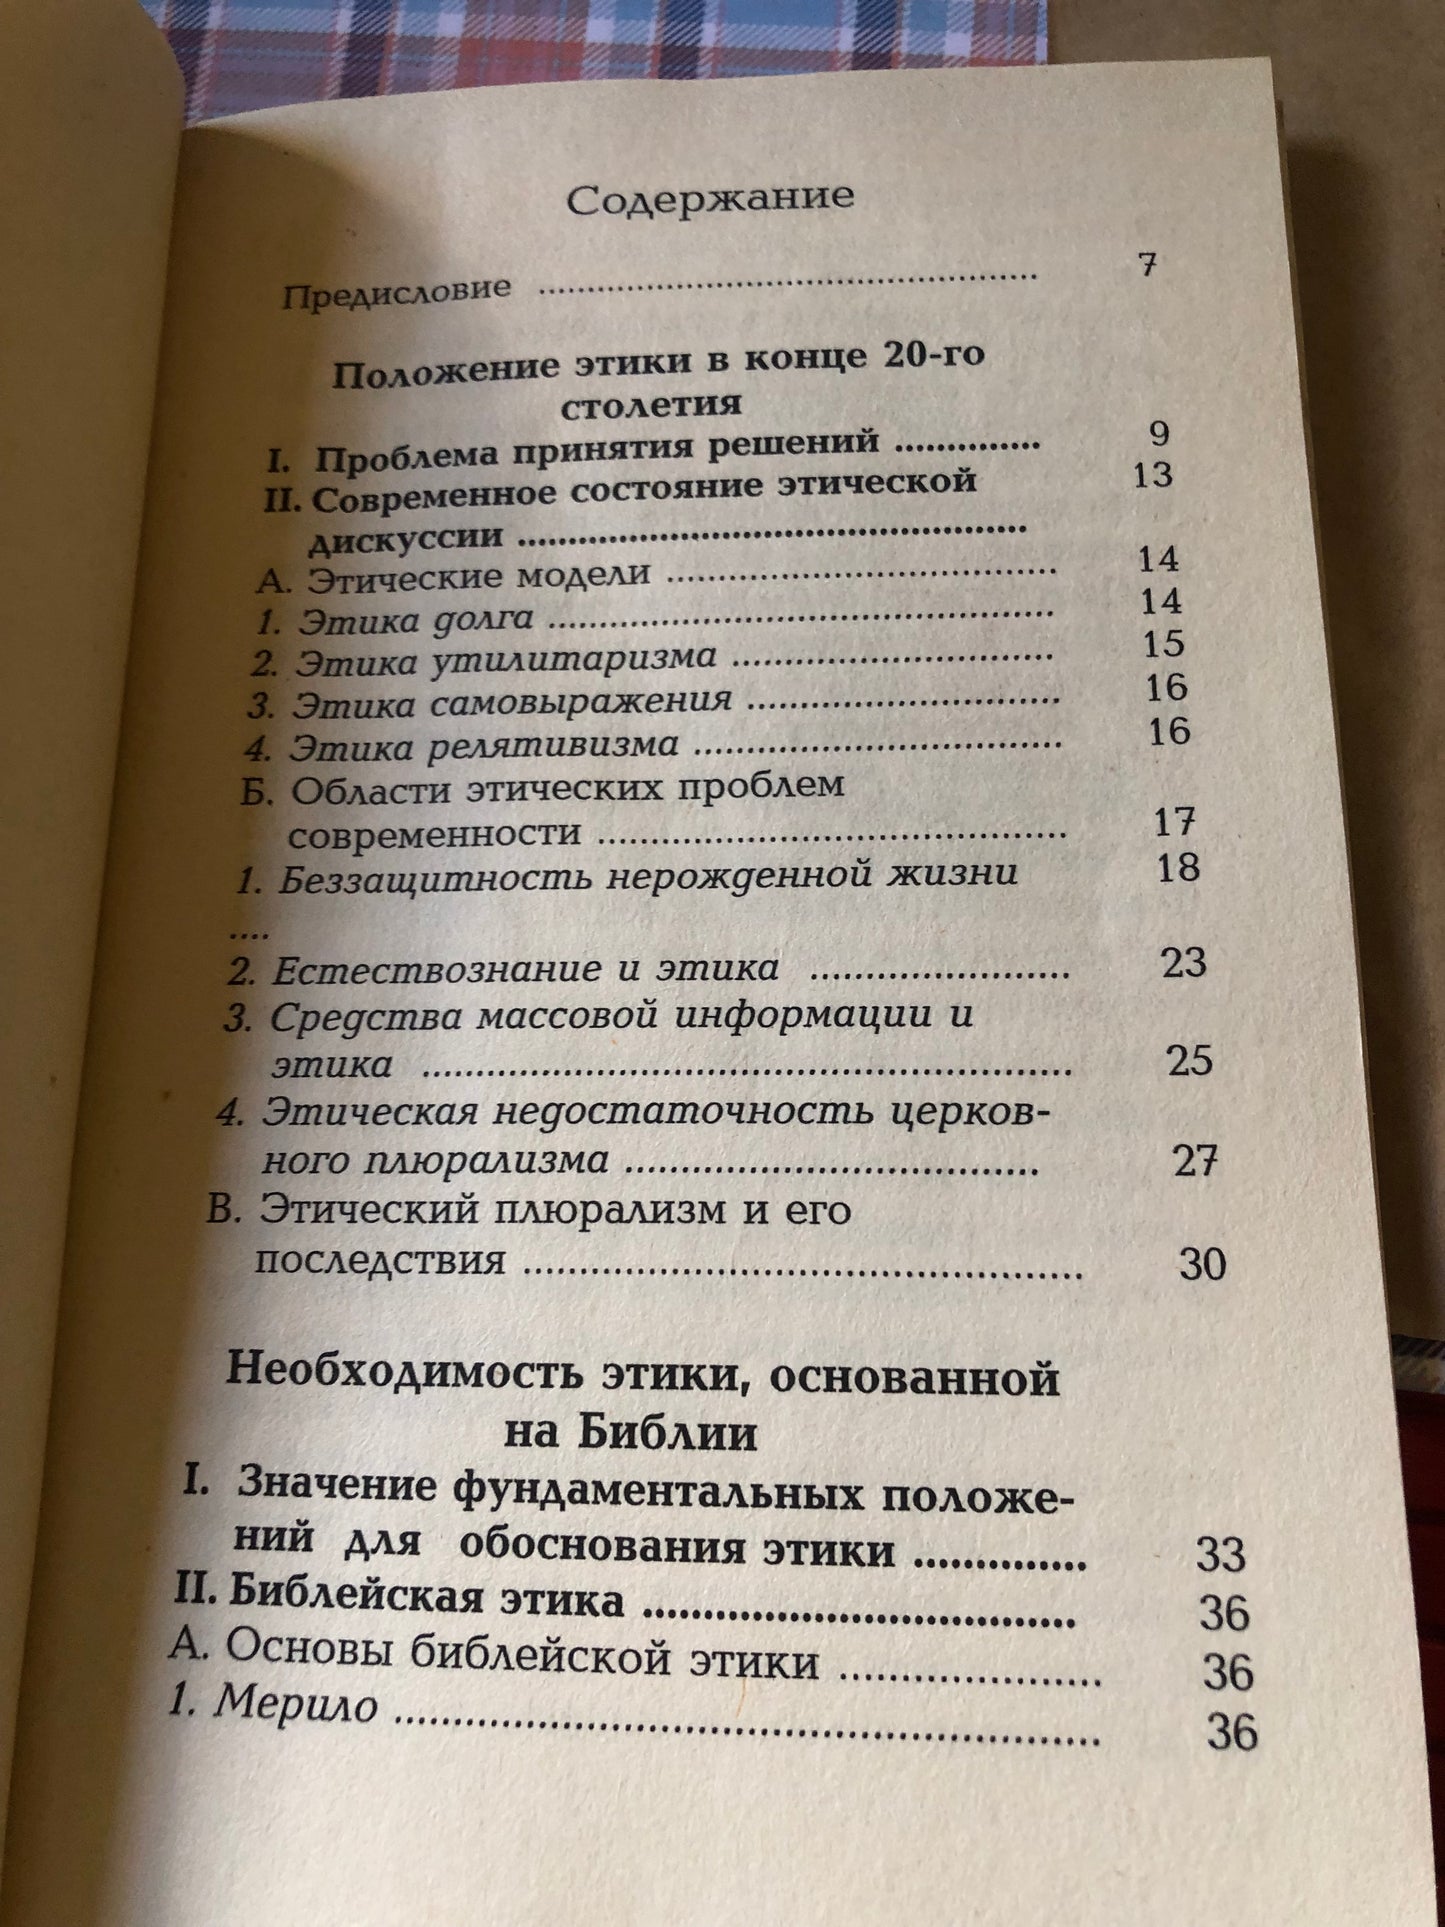 Содержание
Предисловие ................................................... 7
Положение этики в конце 20-го
столетия
I. Проблема принятия решений .............. 9
II. Современное состояние этической 13
дискуссии .................................................
А. Этические модели ...................................... 14
1. Этика долга ................................................. 14
2. Этика утилитаризма ............................... 15
3. Этика самовыражения .............................. 16
4. Этика релятивизма ................................... 16
Б. Области этических проблем
современности ............................................. 17
1. Беззащитность нерожденной жизни 18
....
2. Естествознание и этика ....................... 23
3. Средства массовой информации и
этика .......................................................... 25
4. Этическая недостаточность церков-
ного плюрализма ..................................... 27
В. Этический плюрализм и его
последствия ................................................. 30
Необходимость этики, основанной
на Библии
I. Значение фундаментальных положе-
ний для обоснования этики .............. 33
II. Библейская этика ................................... 36
А. Основы библейской этики ...................... 36
1. Мерило .......................................................... 36